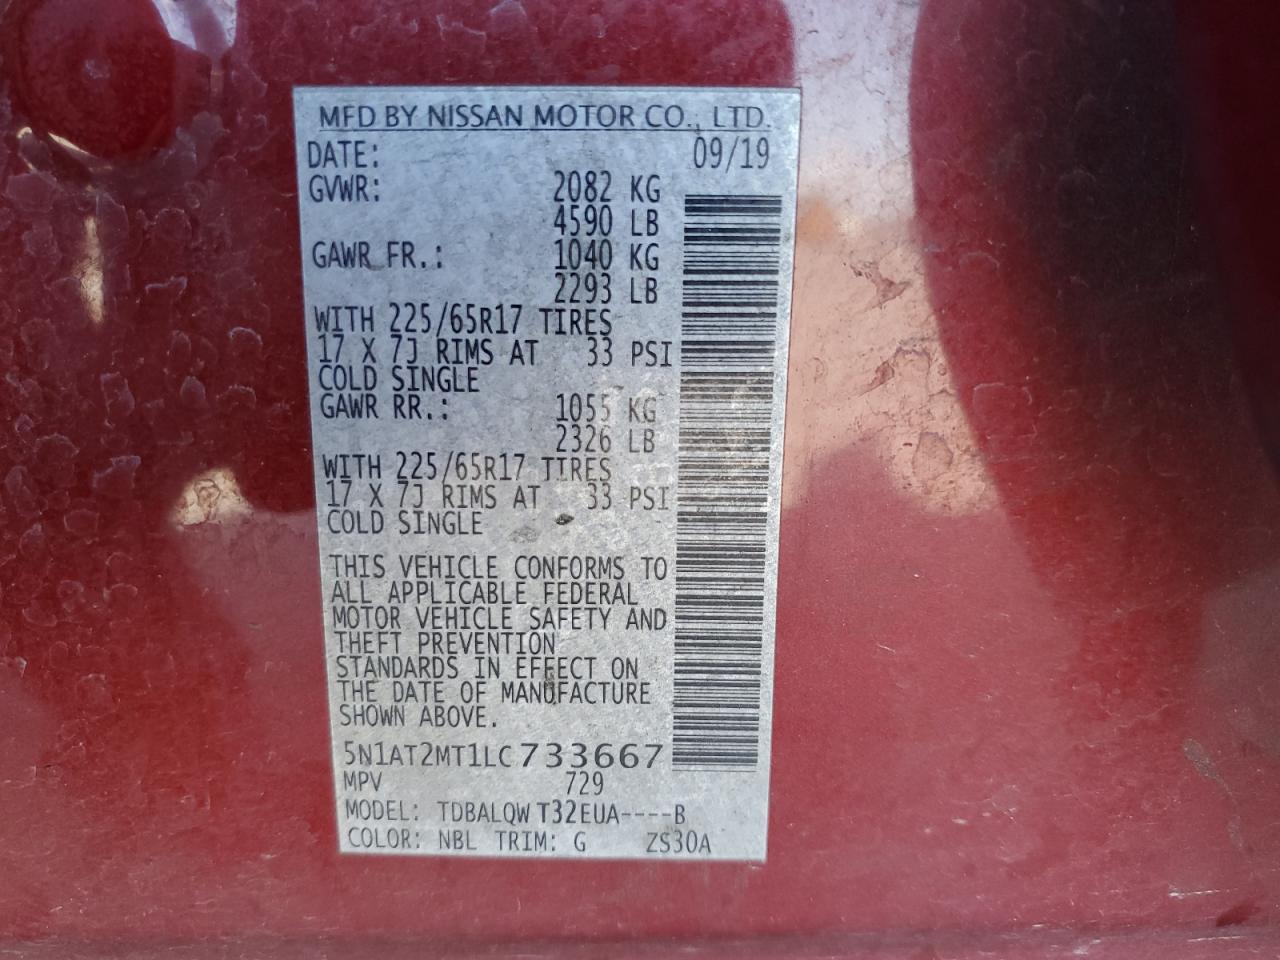 MFD BY NISSAN MOTOR CO., LTD.
DATE: 09/19
GVWR: 2082 KG
4590 LB
GAWR FR.: 1040 KG
2293 LB
WITH 225/65R17 TIRES
17 X 7J RIMS AT 33 PSI
COLD SINGLE
GAWR RR.: 1055 KG
2326 LB
WITH 225/65R17 TIRES
17 X 7J RIMS AT 33 PSI
COLD SINGLE
THIS VEHICLE CONFORMS TO
ALL APPLICABLE FEDERAL
MOTOR VEHICLE SAFETY AND
THEFT PREVENTION
STANDARDS IN EFFECT ON
THE DATE OF MANUFACTURE
SHOWN ABOVE.
5N1AT2MT1LC733667
MPV 729
MODEL: TDBALQW T32EUA----B
COLOR: NBL TRIM: G ZS30A